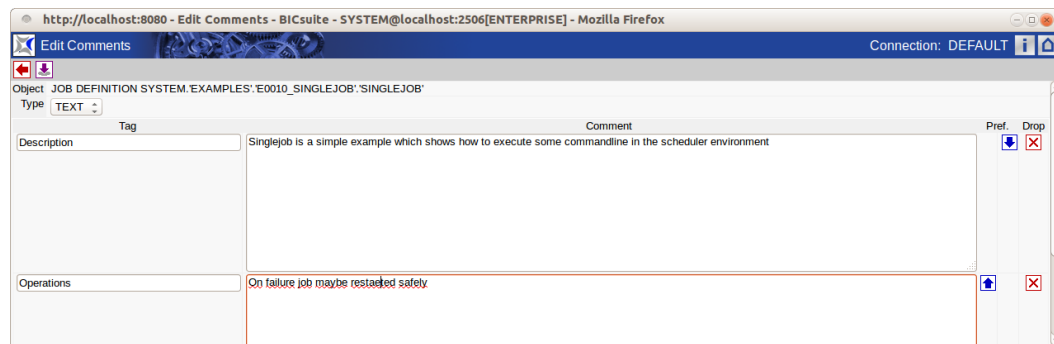 http://localhost:8080 - Edit Comments - BICsuite - SYSTEM@localhost:2506[ENTERPRISE] - Mozilla Firefox
Edit Comments Connection: DEFAULT i
Object JOB DEFINITION SYSTEM.'EXAMPLES'.'E0010_SINGLEJOB'.'SINGLEJOB'
Type TEXT
Tag Comment Pref. Drop
Description Singlejob is a simple example which shows how to execute some commandline in the scheduler environment
Operations On failure job maybe restaeted safely